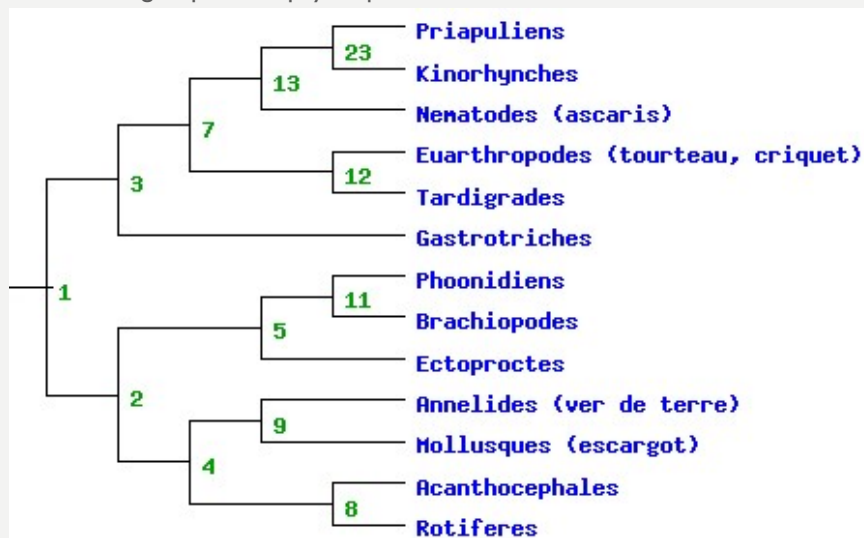 Priapuliens
23
Kinorhynches
13
Nematodes (ascaris)
7
Euarthropodes (tourteau, criquet)
12
3
Tardigrades
Gastrotriches
Phoonidiens
1
11
Brachiopodes
5
Ectoproctes
2
Annelides (ver de terre)
9
Mollusques (escargot)
4
Acanthocephales
8
Rotiferes